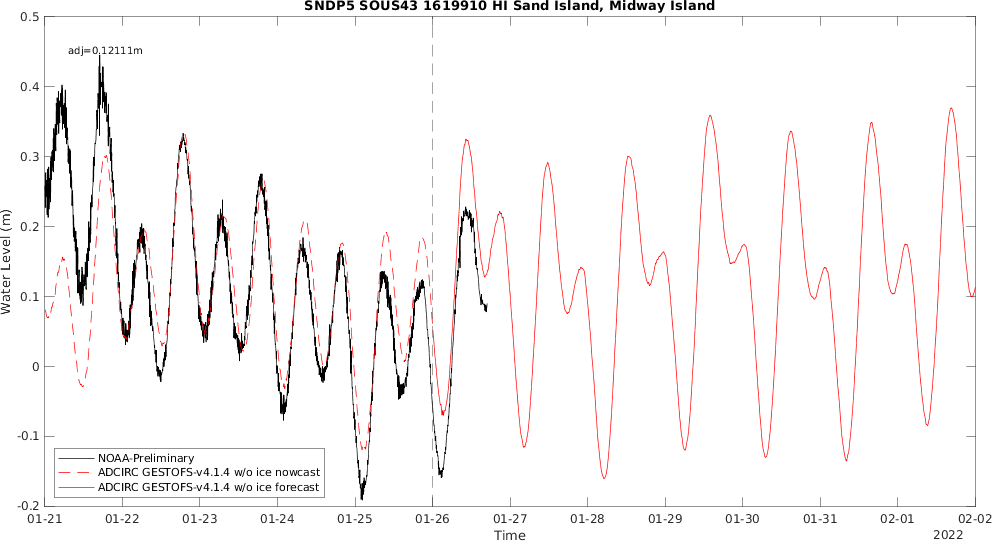 SNDP5 SOUS43 1619910 HI Sand Island, Midway Island
adj=0.12111m
Water Level (m)
0.5
0.4
0.3
0.2
0.1
0
-0.1
-0.2
NOAA-Preliminary
ADCIRC GESTOFS-v4.1.4 w/o ice nowcast
ADCIRC GESTOFS-v4.1.4 w/o ice forecast
01-21 01-22 01-23 01-24 01-25 01-26 01-27 01-28 01-29 01-30 01-31 02-01 02-02
Time
2022